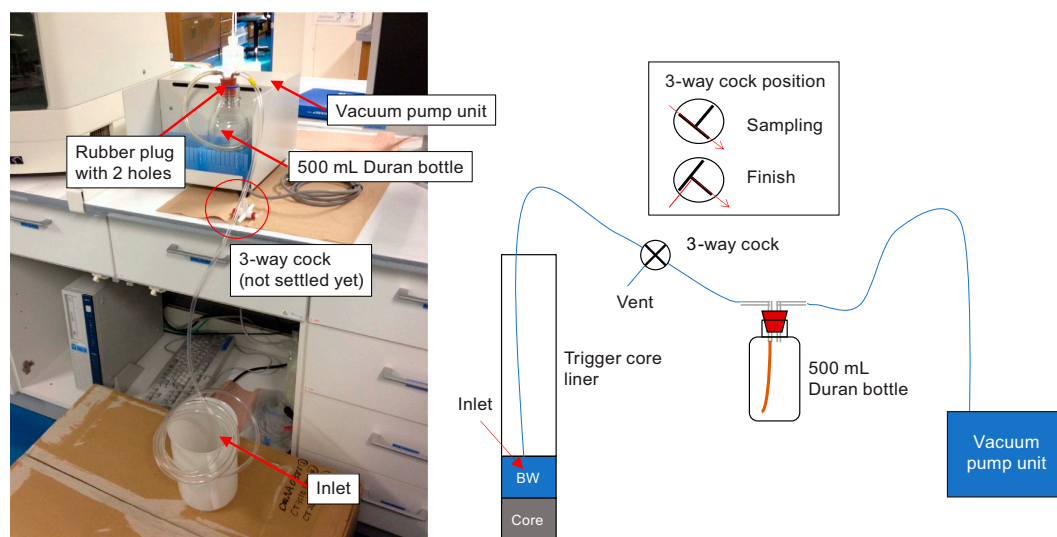 Vacuum pump unit
Rubber plug
with 2 holes
500 mL Duran bottle
3-way cock
(not settled yet)
Inlet
3-way cock position
Sampling
Finish
3-way cock
Vent
Trigger core
liner
Inlet
500 mL
Duran bottle
BW
Core
Vacuum
pump unit